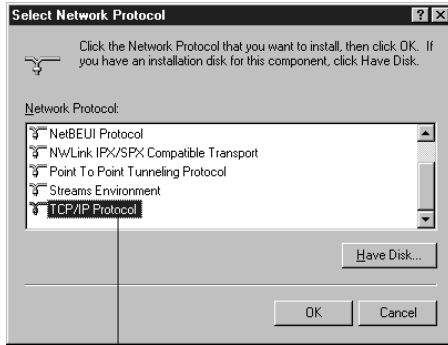 Select Network Protocol
Click the Network Protocol that you want to install, then click OK. If
you have an installation disk for this component, click Have Disk.
Network Protocol:
NetBEUI Protocol
NWLink IPX/SPX Compatible Transport
Point To Point Tunneling Protocol
Streams Environment
TCP/IP Protocol
Have Disk...
OK
Cancel